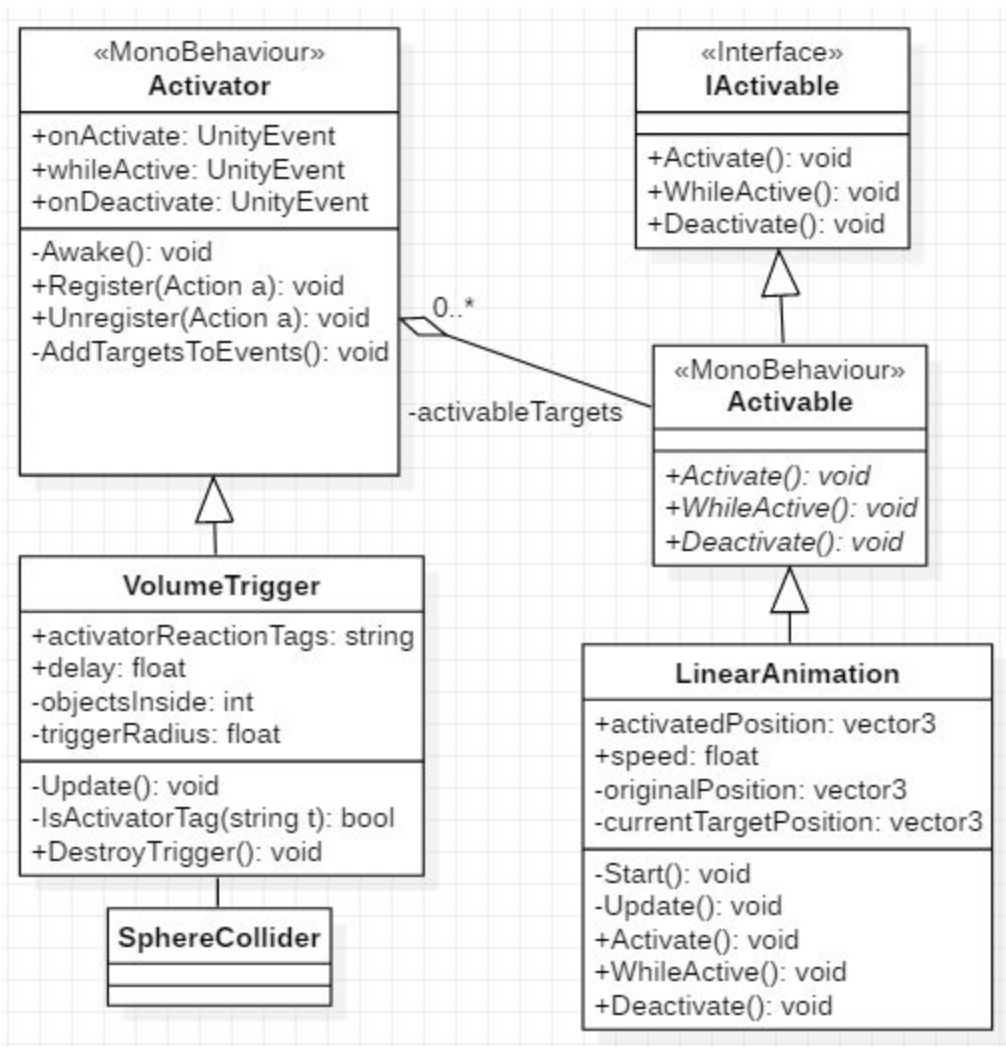 «MonoBehaviour»
Activator
+onActivate: UnityEvent
+whileActive: UnityEvent
+onDeactivate: UnityEvent
-Awake(): void
+Register(Action a): void
+Unregister(Action a): void
-AddTargetsToEvents(): void
«Interface»
IActivable
+Activate(): void
+WhileActive(): void
+Deactivate(): void
0..*
-activableTargets
«MonoBehaviour»
Activable
+Activate(): void
+WhileActive(): void
+Deactivate(): void
VolumeTrigger
+activatorReactionTags: string
+delay: float
-objectsInside: int
-triggerRadius: float
-Update(): void
-IsActivatorTag(string t): bool
+DestroyTrigger(): void
SphereCollider
LinearAnimation
+activatedPosition: vector3
+speed: float
-originalPosition: vector3
-currentTargetPosition: vector3
-Start(): void
-Update(): void
+Activate(): void
+WhileActive(): void
+Deactivate(): void